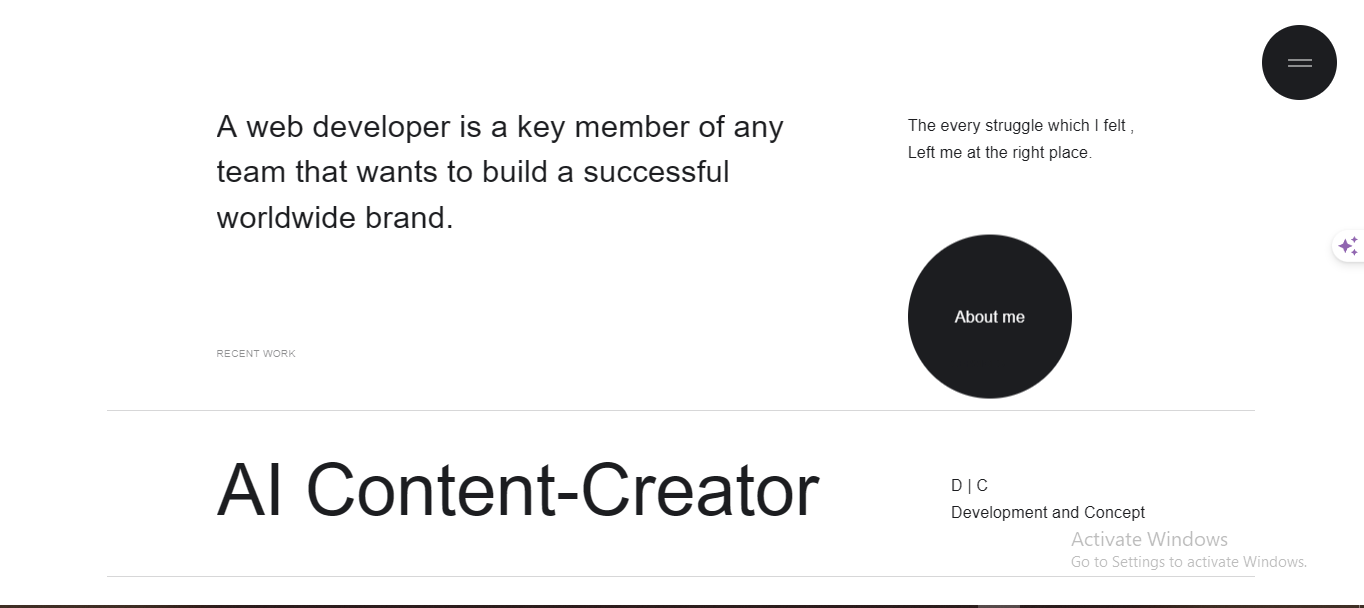 A web developer is a key member of any
team that wants to build a successful
worldwide brand.
The every struggle which I felt ,
Left me at the right place.
About me
RECENT WORK
AI Content-Creator
D | C
Development and Concept
Activate Windows
Go to Settings to activate Windows.